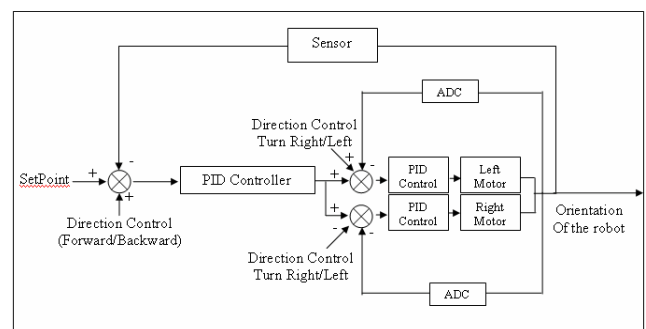 Sensor
ADC
Direction Control
Turn Right/Left
+
-
-
SetPoint
+
+
PID Controller
+
PID
Control
Left
Motor
+
PID
Control
Right
Motor
Direction Control
(Forward/Backward)
-
-
Direction Control
Turn Right/Left
Orientation
Of the robot
ADC